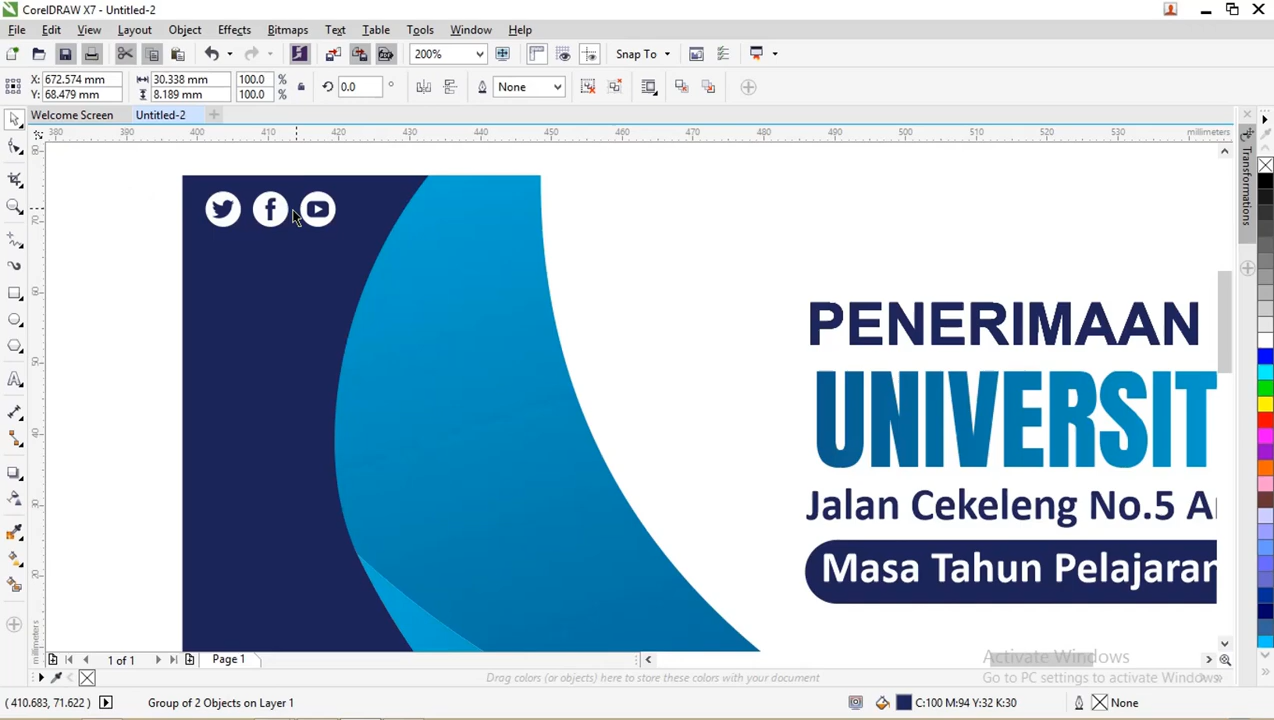 CorelDRAW X7 - Untitled-2
File Edit View Layout Object Effects Bitmaps Text Table Tools Window Help
200% Snap To
X: 672.574 mm 30.338 mm 100.0 % 0.0 ° None
Y: 68.479 mm 8.189 mm 100.0 %
Welcome Screen Untitled-2
380 390 400 410 420 430 440 450 460 470 480 490 500 510 520 530 millimeters
Transformations
PENERIMAAN
UNIVERSIT
Jalan Cekeleng No.5 A
Masa Tahun Pelajaran
Activate Windows
Go to PC settings to activate Windows.
1 of 1 Page 1
Drag colors (or objects) here to store these colors with your document
( 410.683, 71.622 ) Group of 2 Objects on Layer 1 C:100 M:94 Y:32 K:30 None